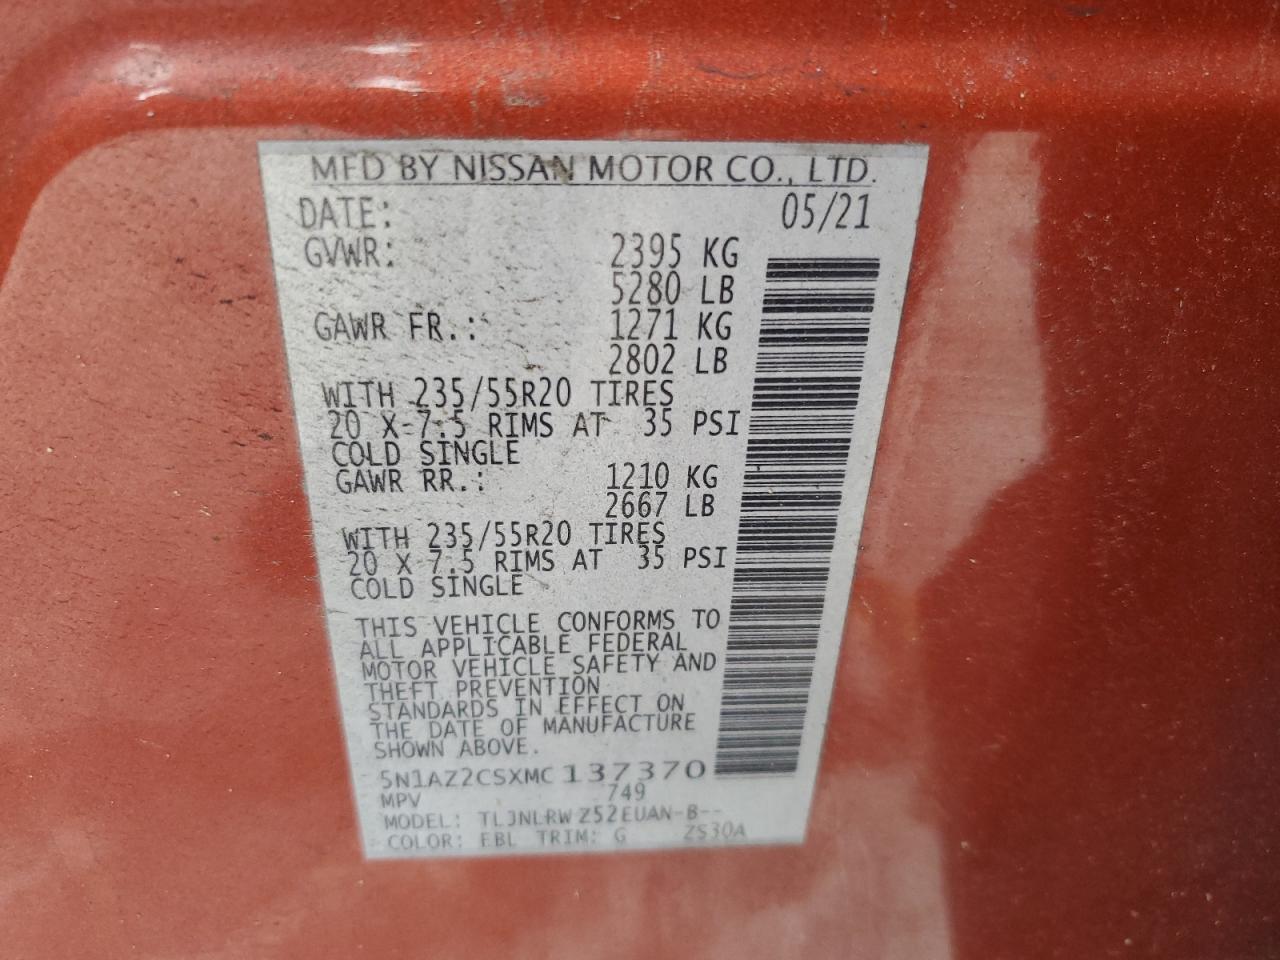 MFD BY NISSAN MOTOR CO., LTD.
DATE: 05/21
GVWR: 2395 KG
5280 LB
GAWR FR.: 1271 KG
2802 LB
WITH 235/55R20 TIRES
20 X 7.5 RIMS AT 35 PSI
COLD SINGLE
GAWR RR.: 1210 KG
2667 LB
WITH 235/55R20 TIRES
20 X 7.5 RIMS AT 35 PSI
COLD SINGLE
THIS VEHICLE CONFORMS TO
ALL APPLICABLE FEDERAL
MOTOR VEHICLE SAFETY AND
THEFT PREVENTION
STANDARDS IN EFFECT ON
THE DATE OF MANUFACTURE
SHOWN ABOVE.
5N1AZ2CSXMC137370
MPV 749
MODEL: TLJNLRW Z52EUAN-B--
COLOR: EBL TRIM: G ZS30A